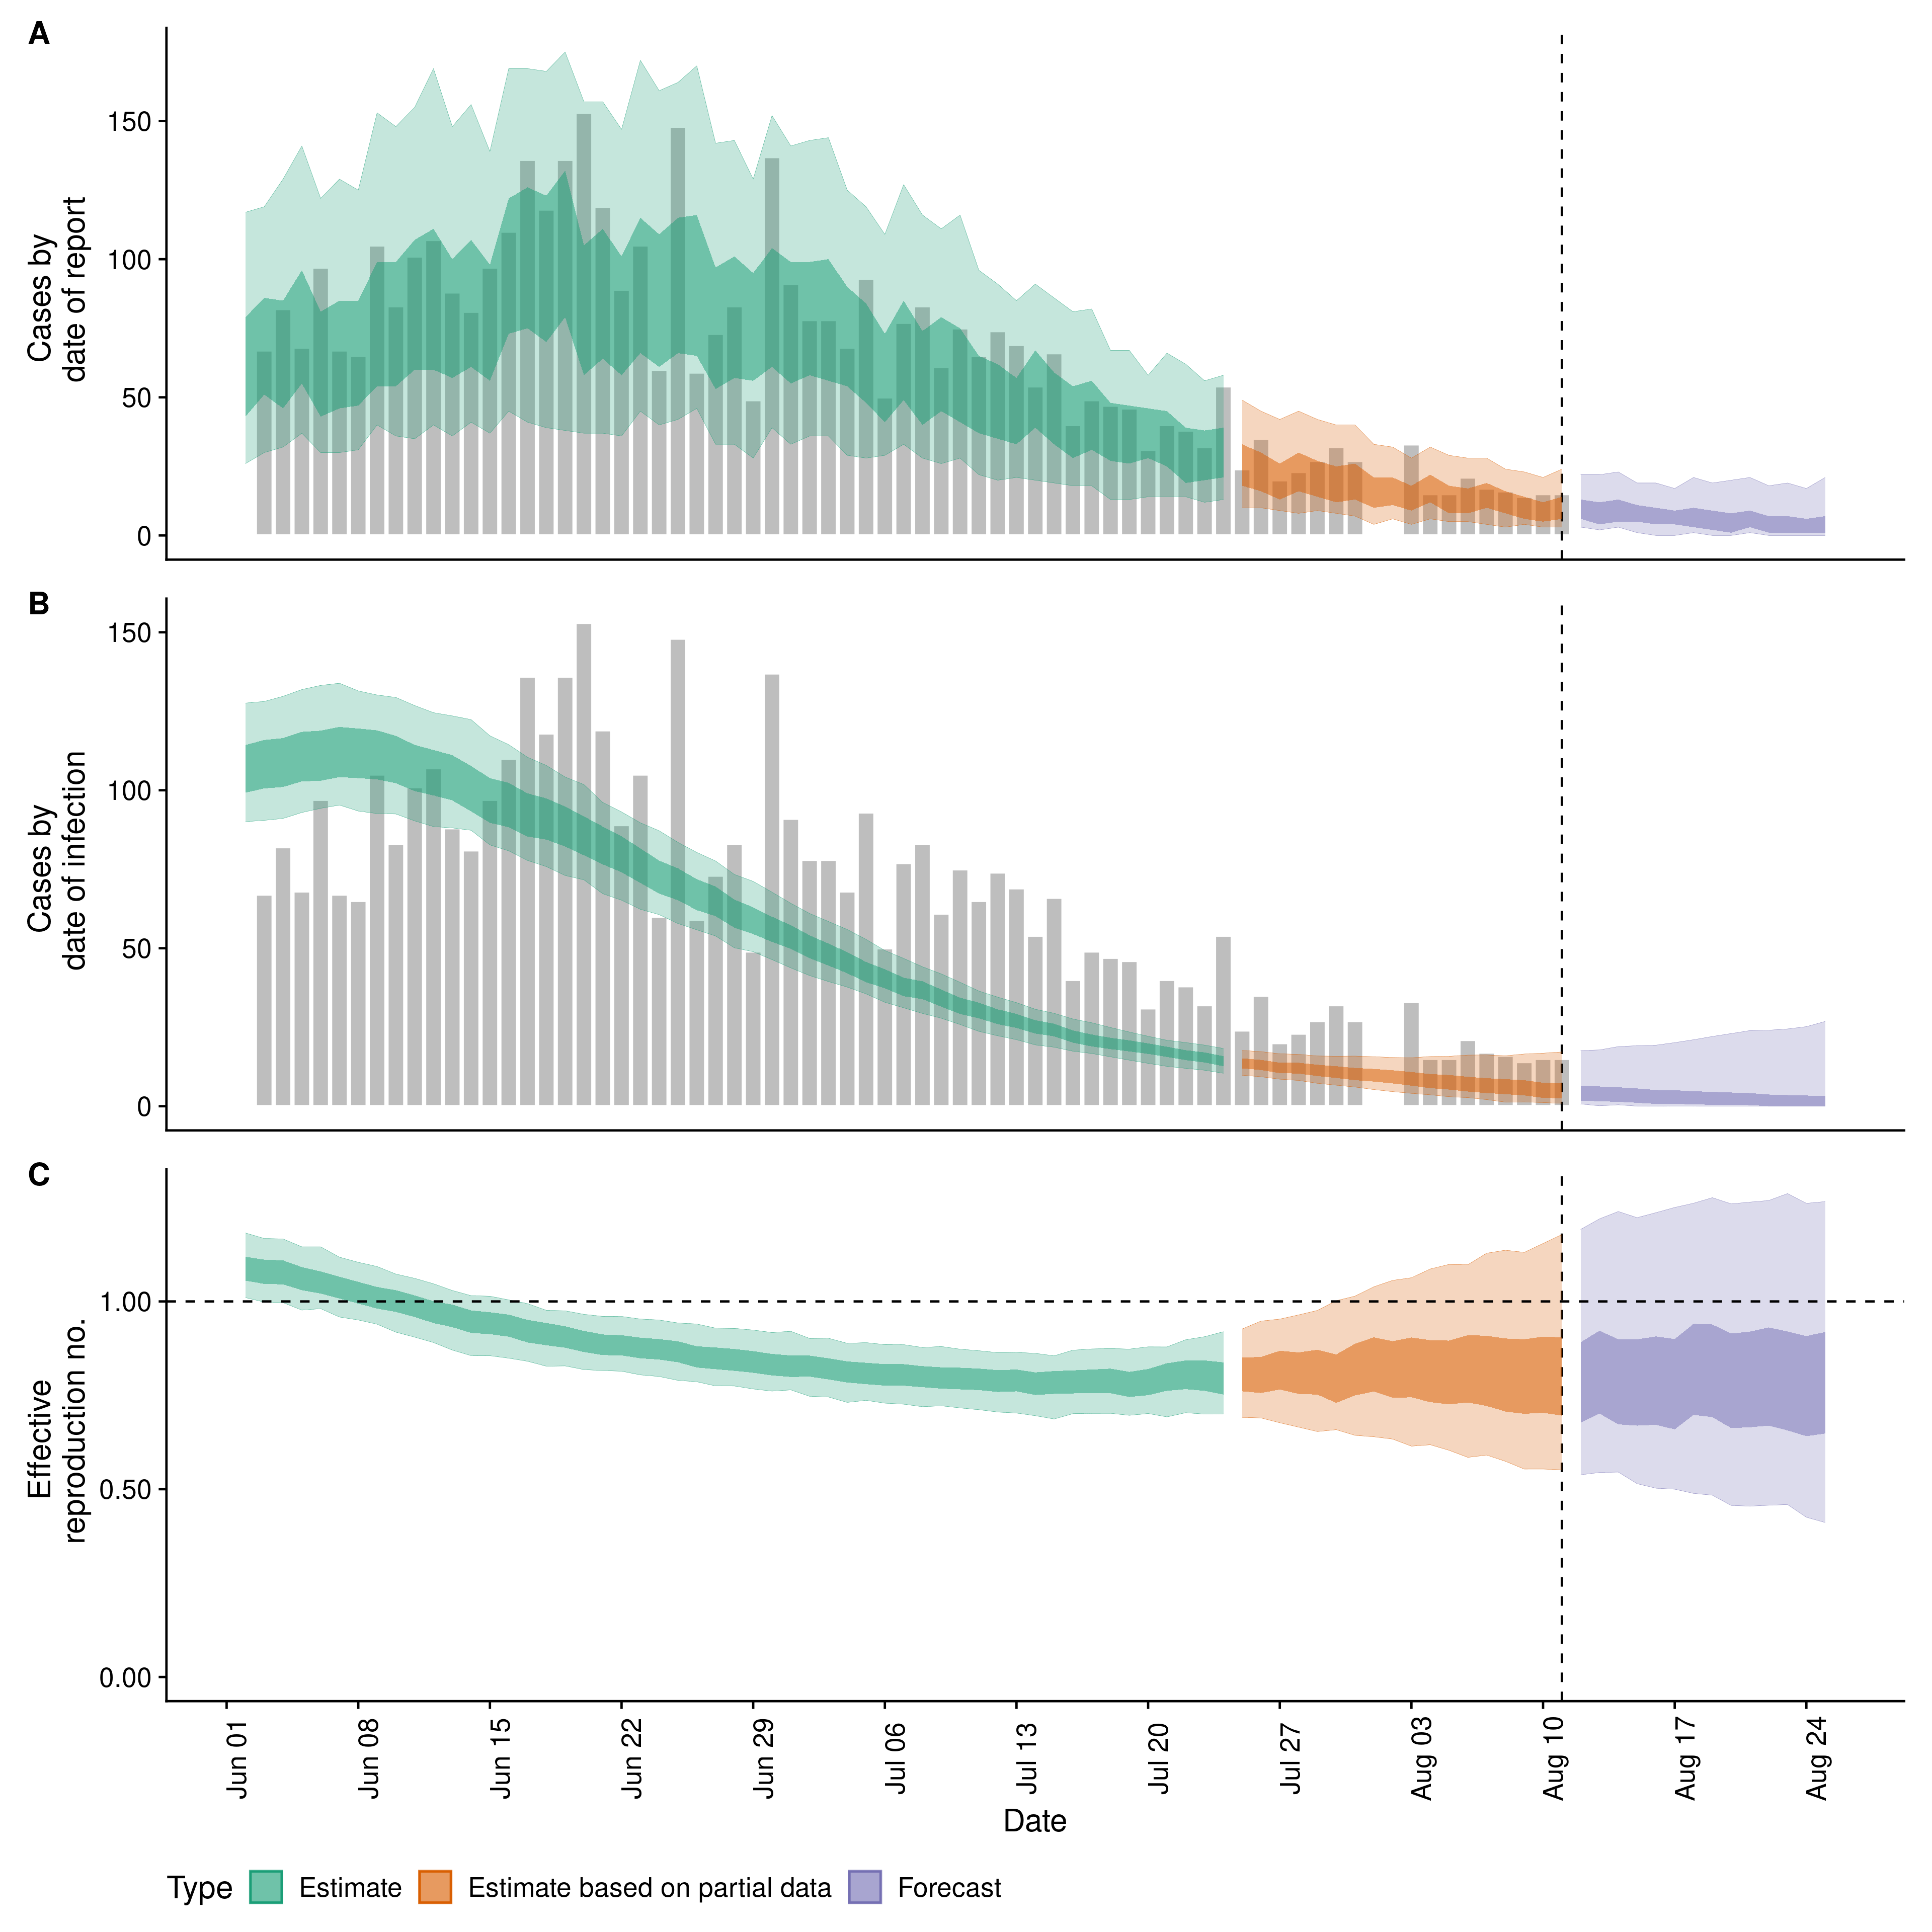 A
Cases by
date of report
150
100
50
0
B
Cases by
date of infection
150
100
50
0
C
Effective
reproduction no.
1.00
0.50
0.00
Jun 01
Jun 08
Jun 15
Jun 22
Jun 29
Jul 06
Jul 13
Jul 20
Jul 27
Aug 03
Aug 10
Aug 17
Aug 24
Date
Type Estimate Estimate based on partial data Forecast